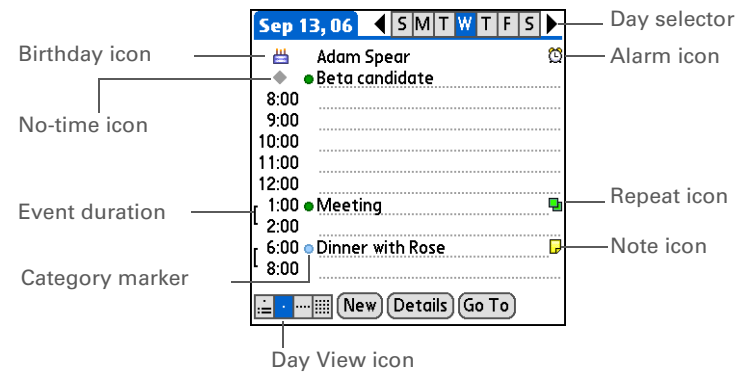 Sep 13, 06 S M T W T F S
Day selector
Birthday icon
Adam Spear
Alarm icon
Beta candidate
No-time icon
8:00
9:00
10:00
11:00
12:00
1:00 Meeting
Repeat icon
Event duration
2:00
6:00 Dinner with Rose
Note icon
8:00
Category marker
New Details Go To
Day View icon